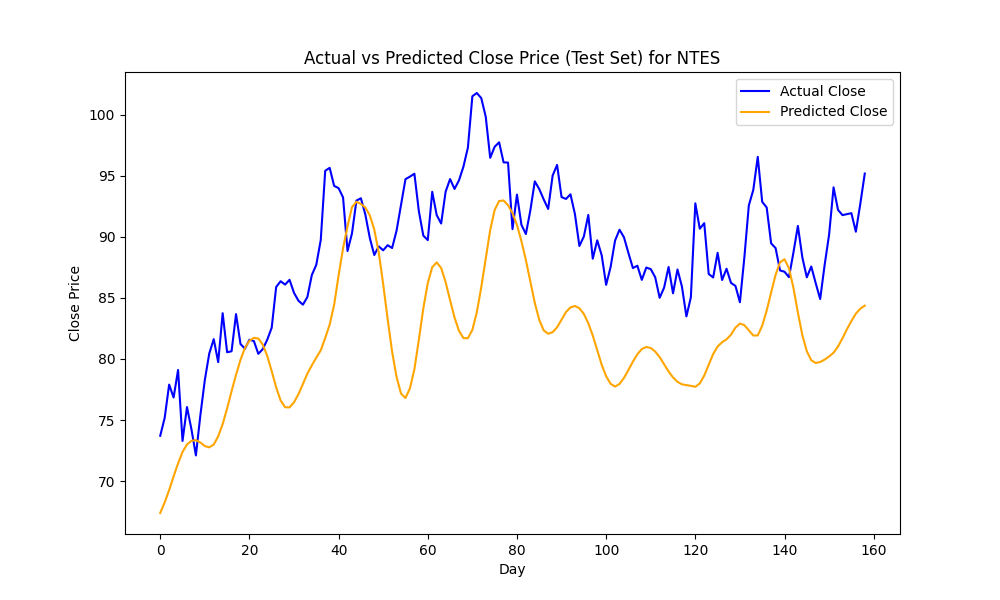 Actual vs Predicted Close Price (Test Set) for NTES
Actual Close
Predicted Close
Close Price
100
95
90
85
80
75
70
0 20 40 60 80 100 120 140 160
Day